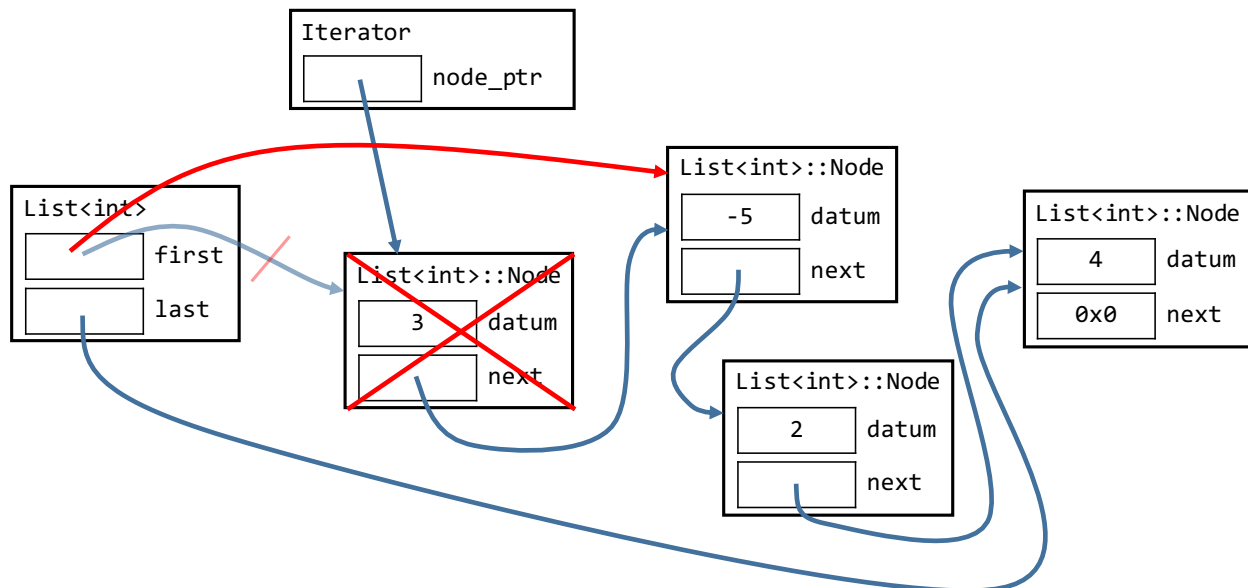 Iterator
node_ptr
List<int>
first
last
List<int>::Node
3 datum
next
List<int>::Node
-5 datum
next
List<int>::Node
2 datum
next
List<int>::Node
4 datum
0x0 next